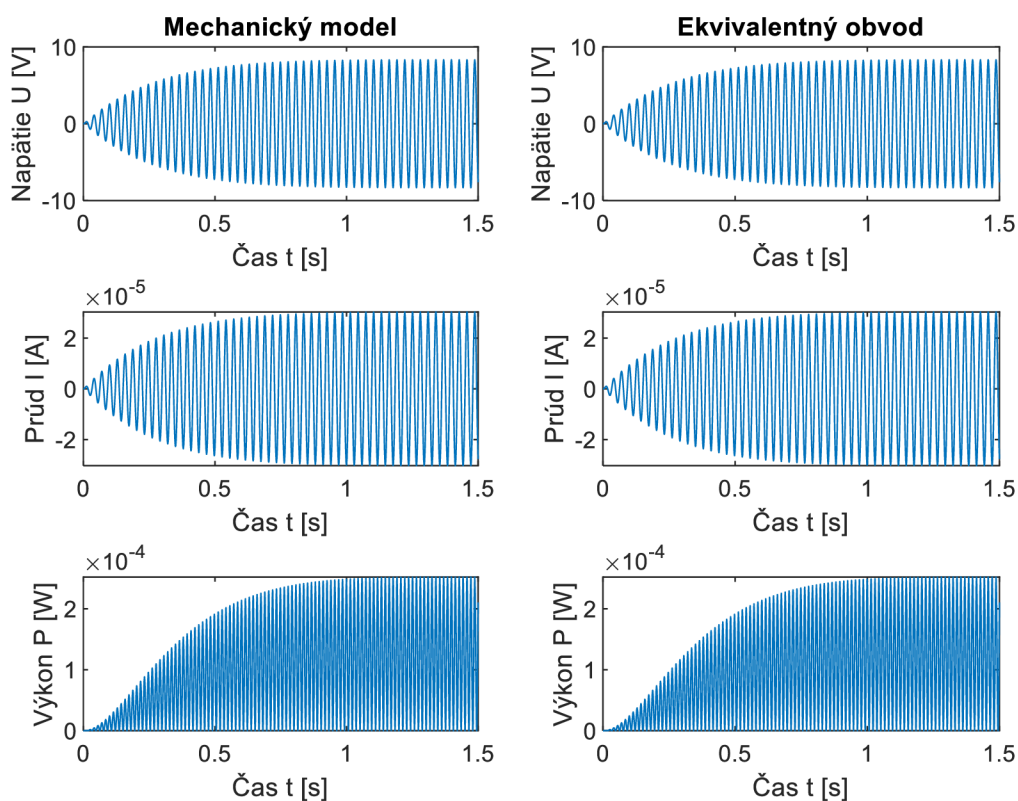 Mechanický model
Napätie U [V]
10
0
-10
0 0.5 1 1.5
Čas t [s]
Ekvivalentný obvod
Napätie U [V]
10
0
-10
0 0.5 1 1.5
Čas t [s]
×10^-5
Prúd I [A]
2
0
-2
0 0.5 1 1.5
Čas t [s]
×10^-5
Prúd I [A]
2
0
-2
0 0.5 1 1.5
Čas t [s]
×10^-4
Výkon P [W]
2
1
0
0 0.5 1 1.5
Čas t [s]
×10^-4
Výkon P [W]
2
1
0
0 0.5 1 1.5
Čas t [s]